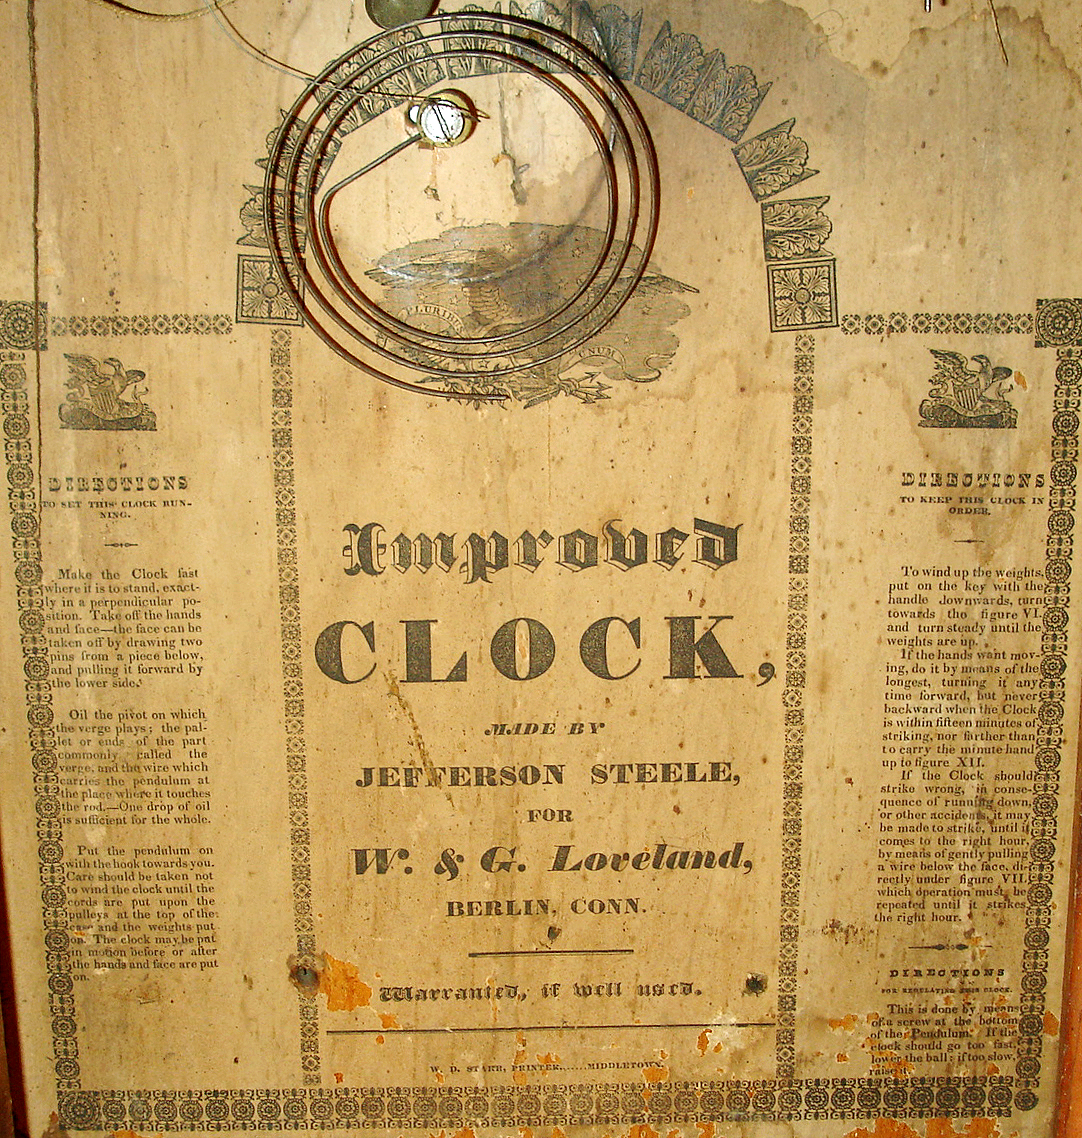 PLURIBUS
UNUM
DIRECTIONS
TO SET THIS CLOCK RUN-
NING.
Make the Clock fast
where it is to stand, exact-
ly in a perpendicular po-
sition. Take off the hands
and face—the face can be
taken off by drawing two
pins from a piece below,
and pulling it forward by
the lower side.
Oil the pivot on which
the verge plays; the pal-
let or ends of the part
commonly called the
verge, and the wire which
carries the pendulum at
the place where it touches
the rod.—One drop of oil
is sufficient for the whole.
Put the pendulum on
with the hook towards you.
Care should be taken not
to wind the clock until the
cords are put upon the
pulleys at the top of the
case and the weights put
on. The clock may be put
in motion before or after
the hands and face are put
on.
Improved
CLOCK,
MADE BY
JEFFERSON STEELE,
FOR
W. & G. Loveland,
BERLIN, CONN.
Warranted, if well used.
W. D. STARR, PRINTER,......MIDDLETOWN.
DIRECTIONS
TO KEEP THIS CLOCK IN
ORDER.
To wind up the weights,
put on the key with the
handle downwards, turn
towards the figure VI.
and turn steady until the
weights are up.
If the hands want mov-
ing, do it by means of the
longest, turning it any
time forward, but never
backward when the Clock
is within fifteen minutes of
striking, nor farther than
to carry the minute hand
up to figure XII.
If the Clock should
strike wrong, in conse-
quence of running down,
or other accidents, it may
be made to strike, until it
comes to the right hour,
by means of gently pulling
a wire below the face, di-
rectly under figure VII,
which operation must be
repeated until it strikes
the right hour.
DIRECTIONS
FOR REGULATING THIS CLOCK.
This is done by means
of a screw at the bottom
of the Pendulum. If the
clock should go too fast,
lower the ball; if too slow,
raise it.